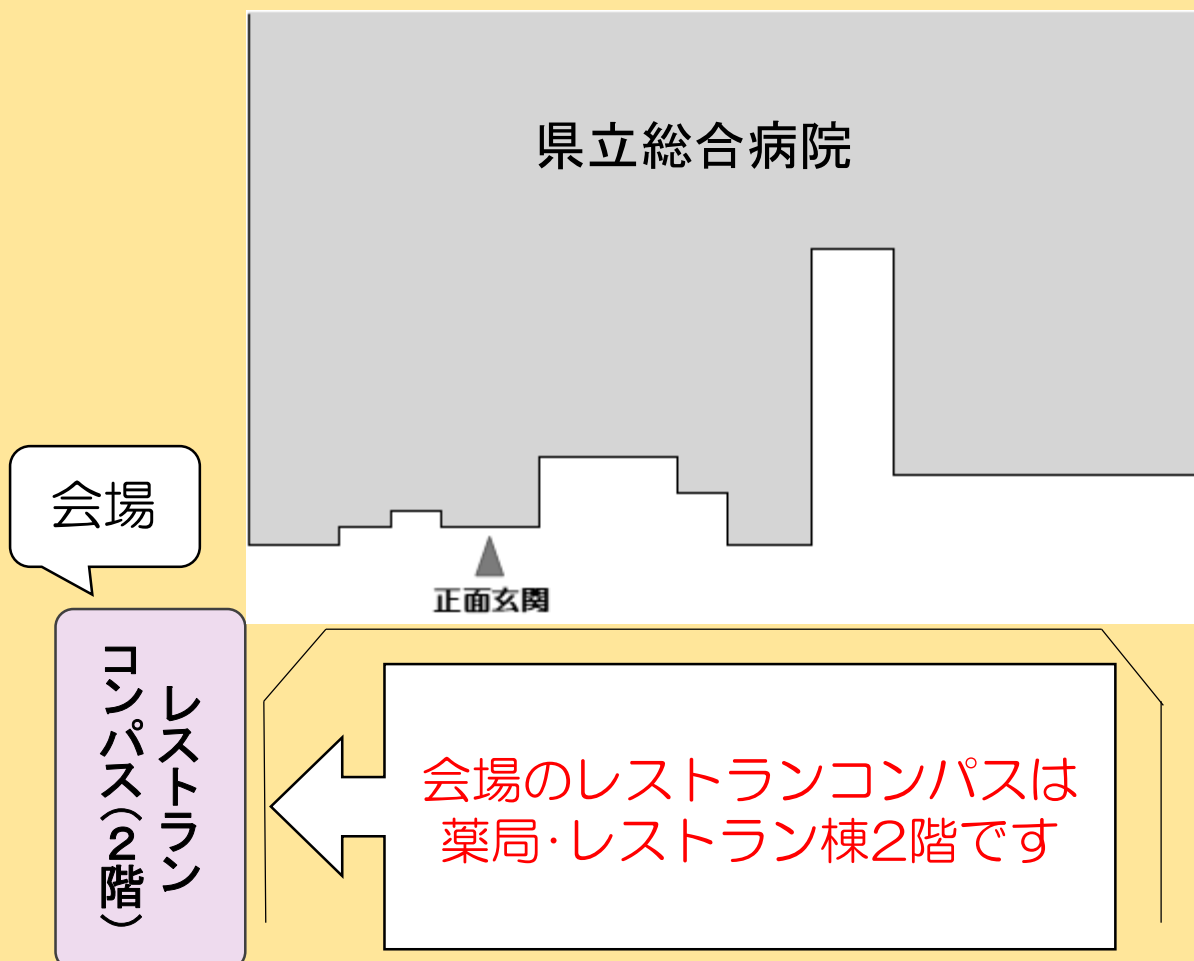 県立総合病院
会場
正面玄関
レストラン
コンパス(2階)
会場のレストランコンパスは
薬局・レストラン棟2階です